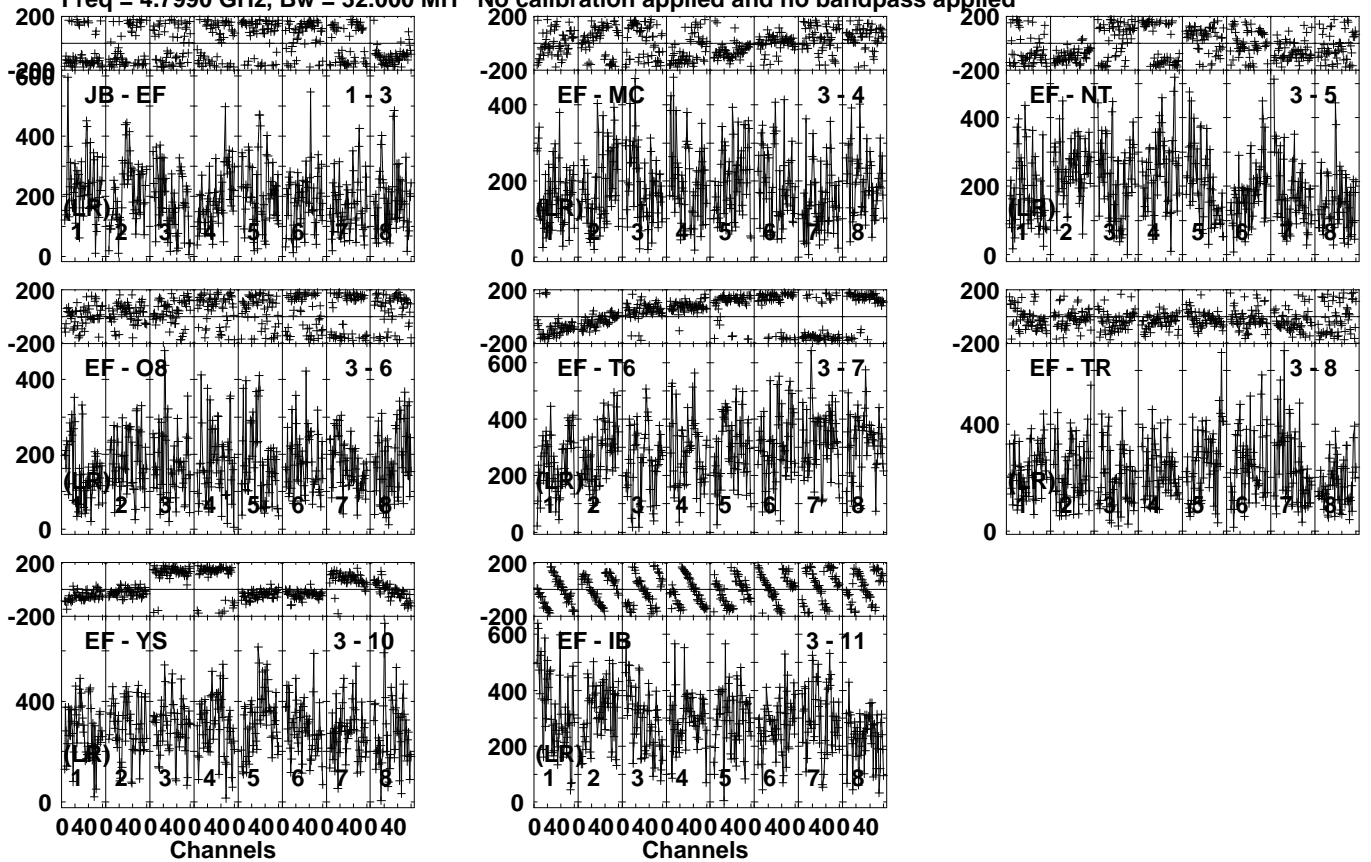 Freq = 4.7990 GHz, Bw = 32.000 MH No calibration applied and no bandpass applied
200
-200
600
400
200
0
JB - EF 1 - 3
(LR)
1 2 3 4 5 6 7 8
200
-200
400
200
0
EF - MC 3 - 4
(LR)
1 2 3 4 5 6 7 8
200
-200
400
200
0
EF - NT 3 - 5
(LR)
1 2 3 4 5 6 7 8
200
-200
400
200
0
EF - O8 3 - 6
(LR)
1 2 3 4 5 6 7 8
200
-200
600
400
200
0
EF - T6 3 - 7
(LR)
1 2 3 4 5 6 7 8
200
-200
400
0
EF - TR 3 - 8
(LR)
1 2 3 4 5 6 7 8
200
-200
400
0
EF - YS 3 - 10
(LR)
1 2 3 4 5 6 7 8
0 40 0 40 0 40 0 40 0 40 0 40 0 40 0 40
Channels
200
-200
600
400
200
0
EF - IB 3 - 11
(LR)
1 2 3 4 5 6 7 8
0 40 0 40 0 40 0 40 0 40 0 40 0 40 0 40
Channels